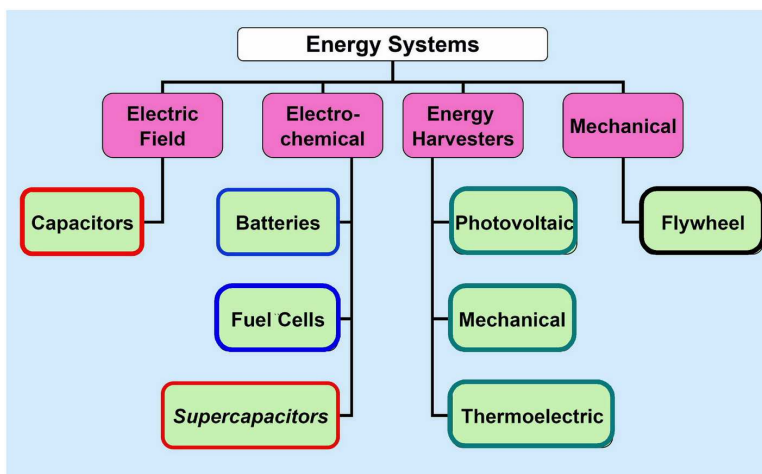 Energy Systems
Electric
Field
Electro-
chemical
Energy
Harvesters
Mechanical
Capacitors
Batteries
Photovoltaic
Flywheel
Fuel Cells
Mechanical
Supercapacitors
Thermoelectric